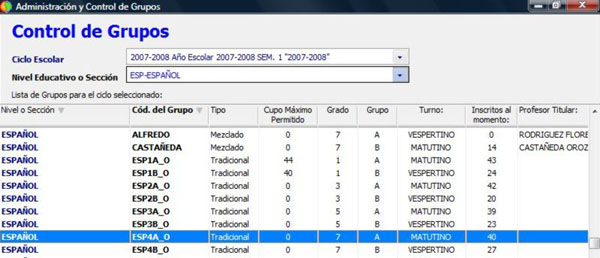 Administración y Control de Grupos
Control de Grupos
Ciclo Escolar 2007-2008 Año Escolar 2007-2008 SEM. 1 "2007-2008"
Nivel Educativo o Sección ESP-ESPAÑOL
Lista de Grupos para el ciclo seleccionado:
Nivel o Sección Cód. del Grupo Tipo Cupo Máximo Permitido Grado Grupo Turno: Inscritos al momento: Profesor Titular:
ESPAÑOL ALFREDO Mezclado 0 7 A VESPERTINO 0 RODRIGUEZ FLORE
ESPAÑOL CASTAÑEDA Mezclado 0 7 B MATUTINO 14 CASTAÑEDA OROZ
ESPAÑOL ESP1A_O Tradicional 44 1 A MATUTINO 43
ESPAÑOL ESP1B_O Tradicional 40 1 B VESPERTINO 24
ESPAÑOL ESP2A_O Tradicional 0 3 A MATUTINO 42
ESPAÑOL ESP2B_O Tradicional 0 3 B VESPERTINO 20
ESPAÑOL ESP3A_O Tradicional 0 5 A MATUTINO 39
ESPAÑOL ESP3B_O Tradicional 0 5 B VESPERTINO 23
ESPAÑOL ESP4A_O Tradicional 0 7 A MATUTINO 40
ESPAÑOL ESP4B_O Tradicional 0 7 B VESPERTINO 27